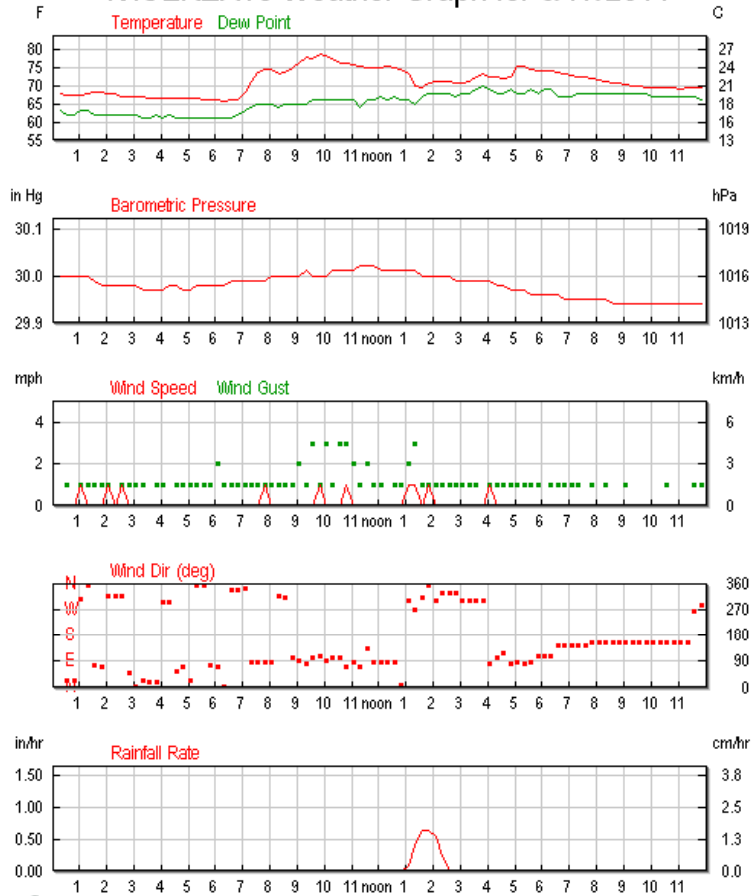 Weather Graph for
F Temperature Dew Point C
80 27
75 24
70 21
65 18
60 16
55 13
1 2 3 4 5 6 7 8 9 10 11 noon 1 2 3 4 5 6 7 8 9 10 11
in Hg Barometric Pressure hPa
30.1 1019
30.0 1016
29.9 1013
1 2 3 4 5 6 7 8 9 10 11 noon 1 2 3 4 5 6 7 8 9 10 11
mph Wind Speed Wind Gust km/h
4 6
2 3
0 0
1 2 3 4 5 6 7 8 9 10 11 noon 1 2 3 4 5 6 7 8 9 10 11
Wind Dir (deg)
N 360
W 270
S 180
E 90
N 0
1 2 3 4 5 6 7 8 9 10 11 noon 1 2 3 4 5 6 7 8 9 10 11
in/hr Rainfall Rate cm/hr
1.50 3.8
1.00 2.5
0.50 1.3
0.00 0.0
1 2 3 4 5 6 7 8 9 10 11 noon 1 2 3 4 5 6 7 8 9 10 11